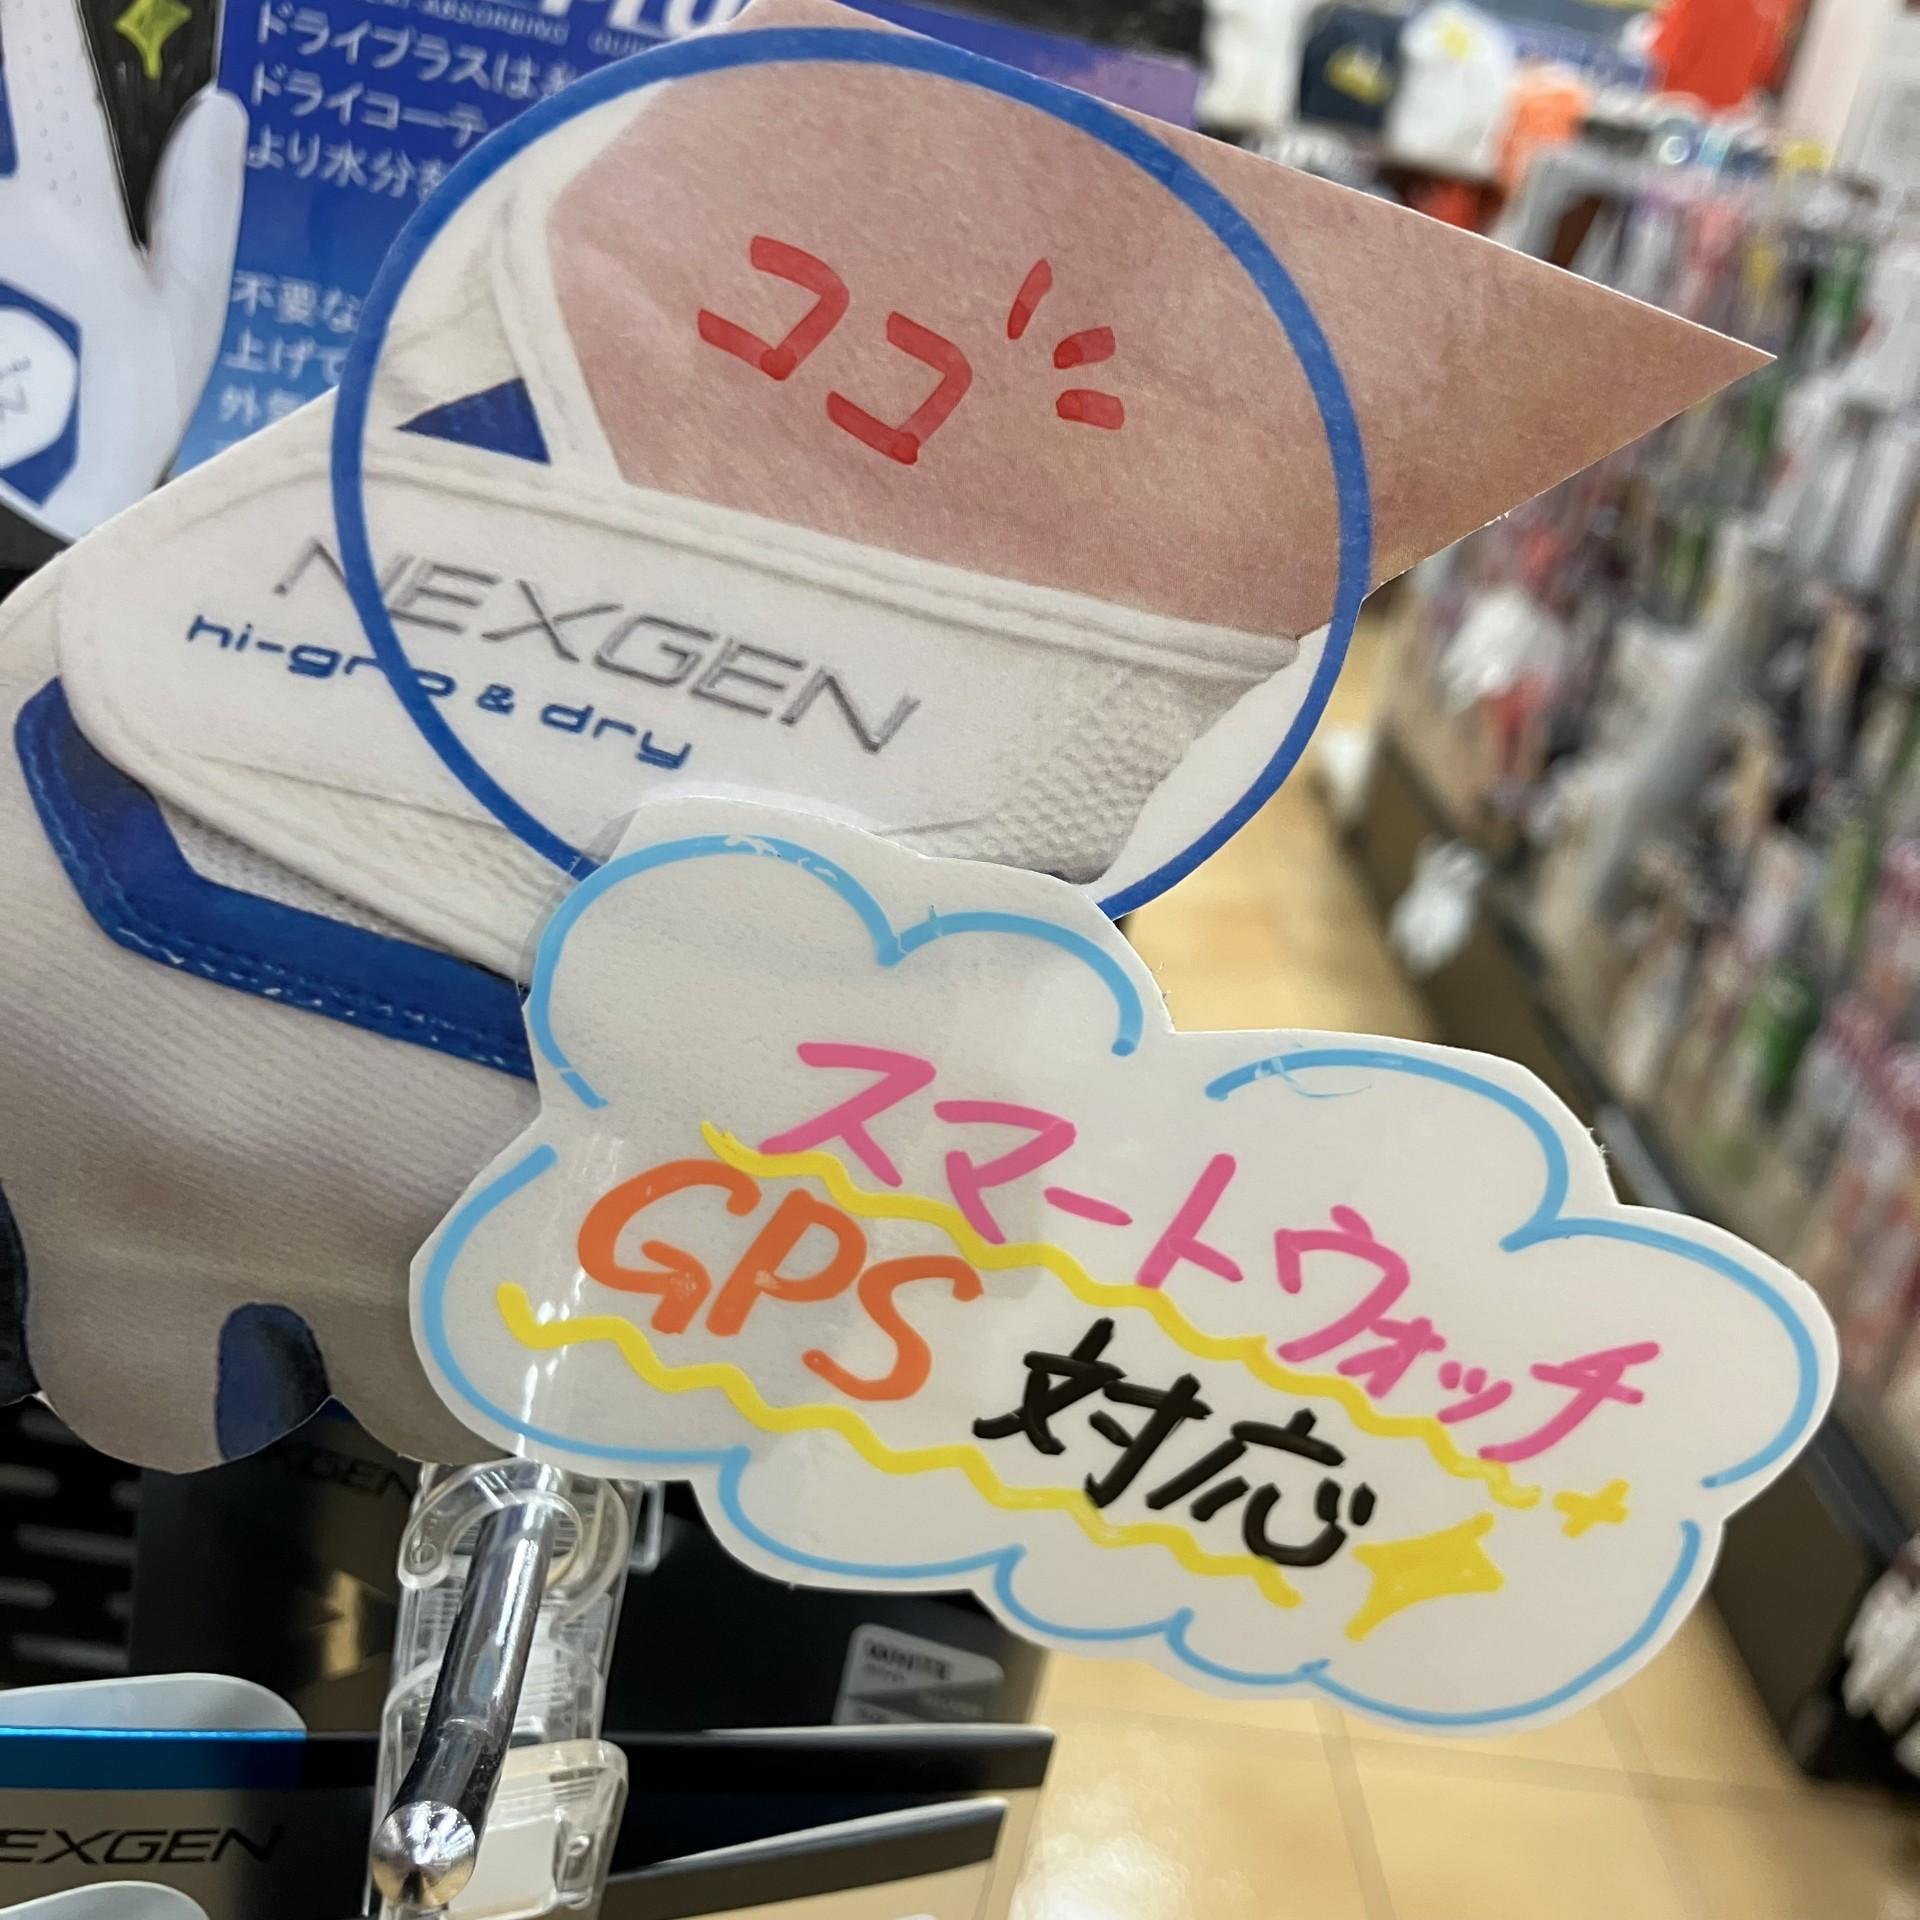 ドライプラスは
ドライコーテ
より水分を
不要な
上げて
外気
ココ
NEXGEN
hi-grip & dry
スマートウォッチ
GPS 対応
EXGEN